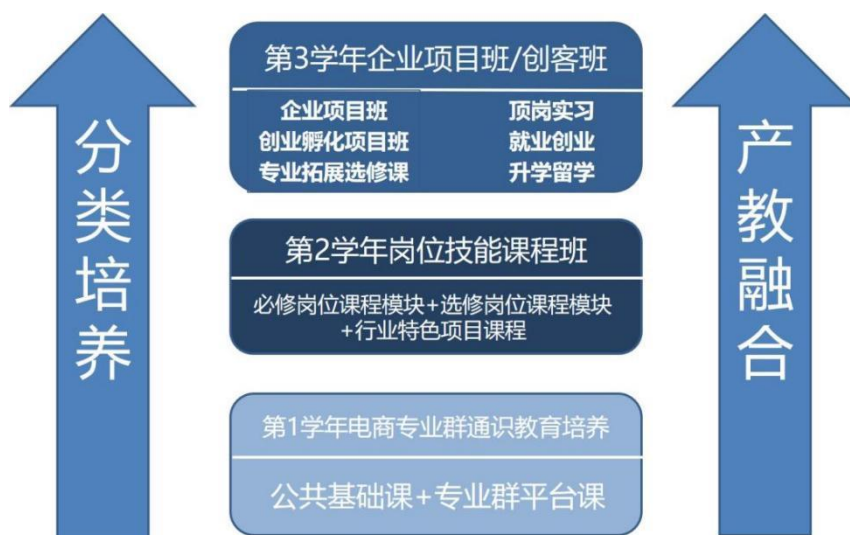 分类培养
第3学年企业项目班/创客班
企业项目班 顶岗实习
创业孵化项目班 就业创业
专业拓展选修课 升学留学
第2学年岗位技能课程班
必修岗位课程模块+选修岗位课程模块
+行业特色项目课程
第1学年电商专业群通识教育培养
公共基础课+专业群平台课
产教融合